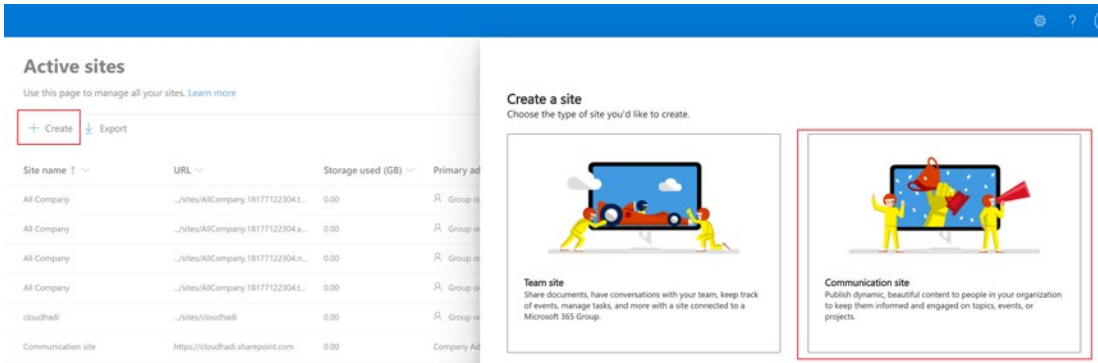 ?
Active sites
Use this page to manage all your sites. Learn more
+ Create Export
Site name ↑ URL Storage used (GB) Primary ad
All Company .../sites/AllCompany.18177122304.t... 0.00 Group o
All Company .../sites/AllCompany.18177122304.x... 0.00 Group o
All Company .../sites/AllCompany.18177122304.n... 0.00 Group o
All Company .../sites/AllCompany.18177122304.t... 0.00 Group o
cloudhadi .../sites/cloudhadi 0.00 Group o
Communication site https://cloudhadi.sharepoint.com 0.00 Company Ad
Create a site
Choose the type of site you'd like to create.
Team site
Share documents, have conversations with your team, keep track
of events, manage tasks, and more with a site connected to a
Microsoft 365 Group.
Communication site
Publish dynamic, beautiful content to people in your organization
to keep them informed and engaged on topics, events, or
projects.